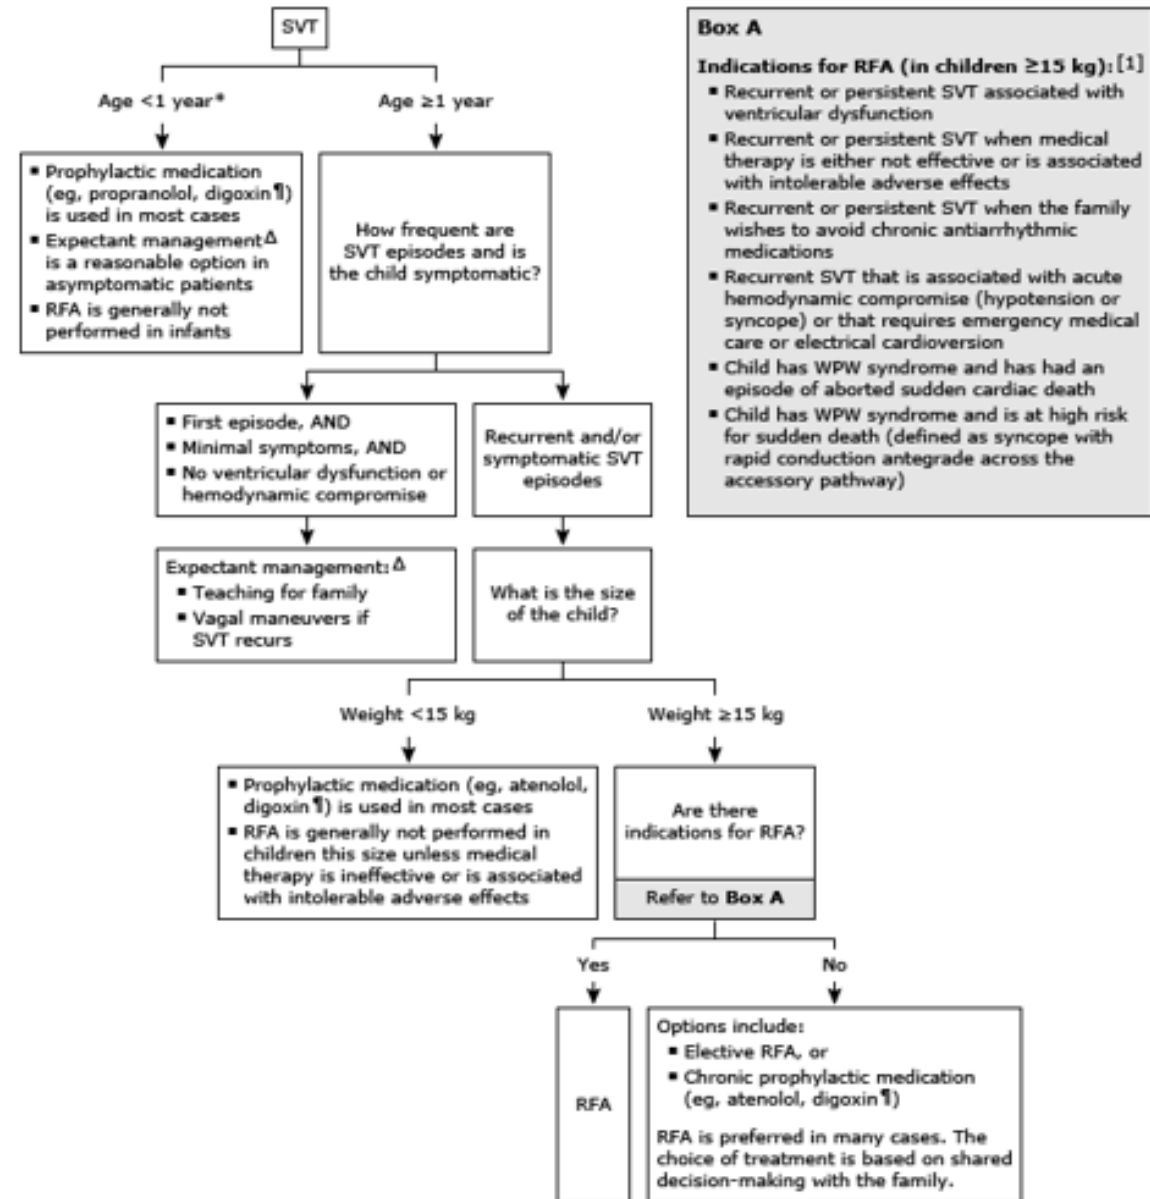 SVT
Age <1 year*
Age ≥1 year
▪ Prophylactic medication
(eg, propranolol, digoxin¶)
is used in most cases
▪ Expectant management Δ
is a reasonable option in
asymptomatic patients
▪ RFA is generally not
performed in infants
How frequent are
SVT episodes and is
the child symptomatic?
▪ First episode, AND
▪ Minimal symptoms, AND
▪ No ventricular dysfunction or
hemodynamic compromise
Recurrent and/or
symptomatic SVT
episodes
Expectant management: Δ
▪ Teaching for family
▪ Vagal maneuvers if
SVT recurs
What is the size
of the child?
Weight <15 kg
Weight ≥15 kg
▪ Prophylactic medication (eg, atenolol,
digoxin¶) is used in most cases
▪ RFA is generally not performed in
children this size unless medical
therapy is ineffective or is associated
with intolerable adverse effects
Are there
indications for RFA?
Refer to Box A
Yes
No
RFA
Options include:
▪ Elective RFA, or
▪ Chronic prophylactic medication
(eg, atenolol, digoxin¶)
RFA is preferred in many cases. The
choice of treatment is based on shared
decision-making with the family.
Box A
Indications for RFA (in children ≥15 kg):[1]
▪ Recurrent or persistent SVT associated with
ventricular dysfunction
▪ Recurrent or persistent SVT when medical
therapy is either not effective or is associated
with intolerable adverse effects
▪ Recurrent or persistent SVT when the family
wishes to avoid chronic antiarrhythmic
medications
▪ Recurrent SVT that is associated with acute
hemodynamic compromise (hypotension or
syncope) or that requires emergency medical
care or electrical cardioversion
▪ Child has WPW syndrome and has had an
episode of aborted sudden cardiac death
▪ Child has WPW syndrome and is at high risk
for sudden death (defined as syncope with
rapid conduction antegrade across the
accessory pathway)